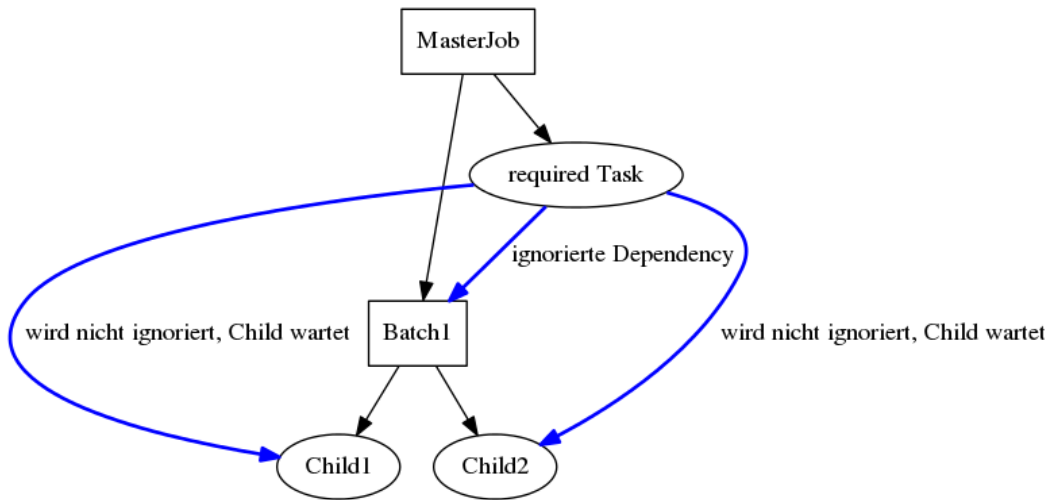 MasterJob
required Task
ignorierte Dependency
wird nicht ignoriert, Child wartet
Batch1
wird nicht ignoriert, Child wartet
Child1
Child2